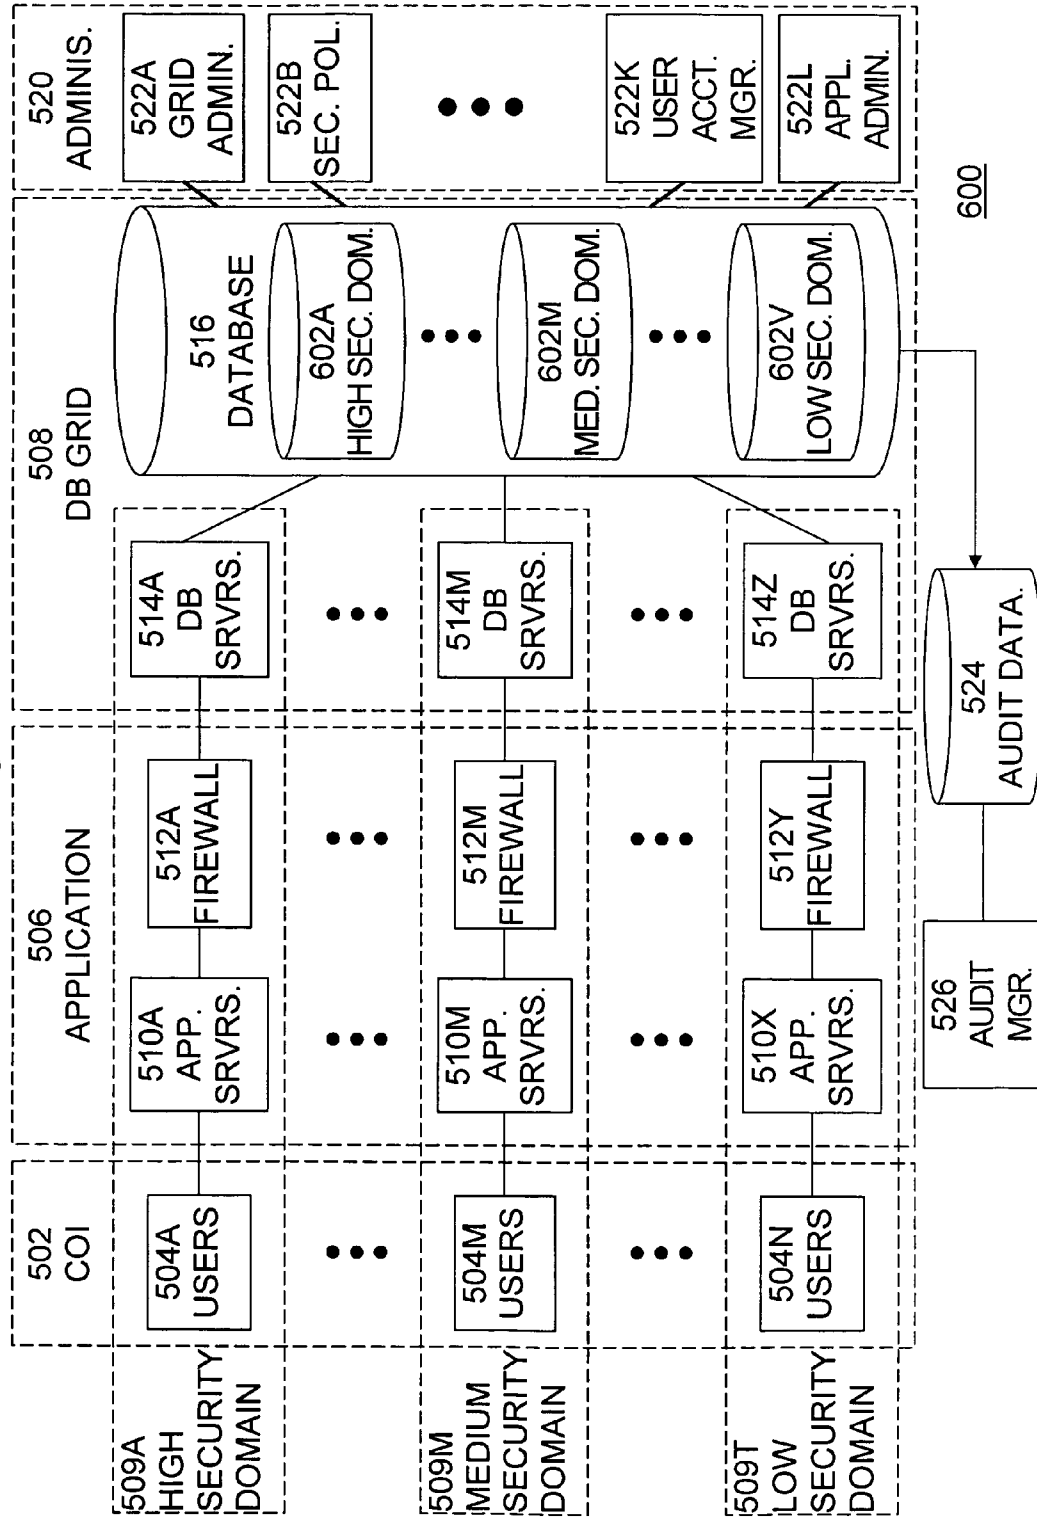 502
COI
506
APPLICATION
508
DB GRID
520
ADMINIS.
509A
HIGH
SECURITY
DOMAIN
504A
USERS
510A
APP.
SRVRS.
512A
FIREWALL
514A
DB
SRVRS.
516
DATABASE
522A
GRID
ADMIN.
602A
HIGH SEC. DOM.
522B
SEC. POL.
509M
MEDIUM
SECURITY
DOMAIN
504M
USERS
510M
APP.
SRVRS.
512M
FIREWALL
514M
DB
SRVRS.
602M
MED. SEC. DOM.
522K
USER
ACCT.
MGR.
509T
LOW
SECURITY
DOMAIN
504N
USERS
510X
APP.
SRVRS.
512Y
FIREWALL
514Z
DB
SRVRS.
602V
LOW SEC. DOM.
522L
APPL.
ADMIN.
526
AUDIT
MGR.
524
AUDIT DATA.
600